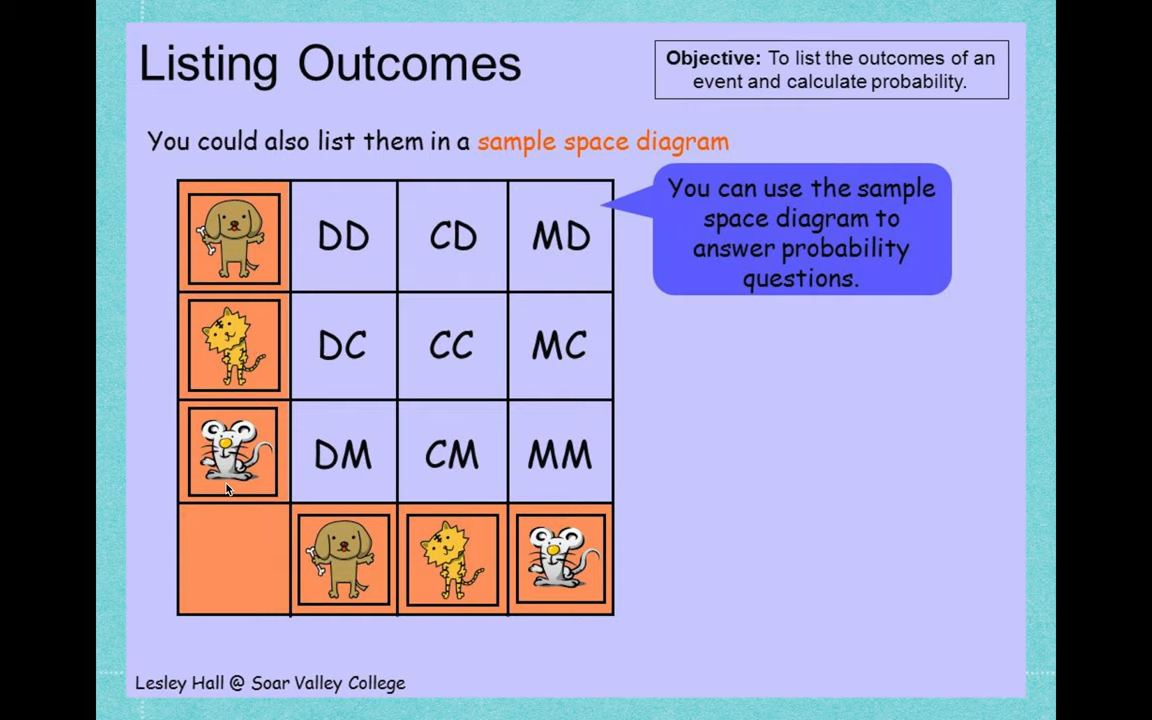 Listing Outcomes
Objective: To list the outcomes of an
event and calculate probability.
You could also list them in a sample space diagram
You can use the sample
space diagram to
answer probability
questions.
DD CD MD
DC CC MC
DM CM MM
Lesley Hall @ Soar Valley College